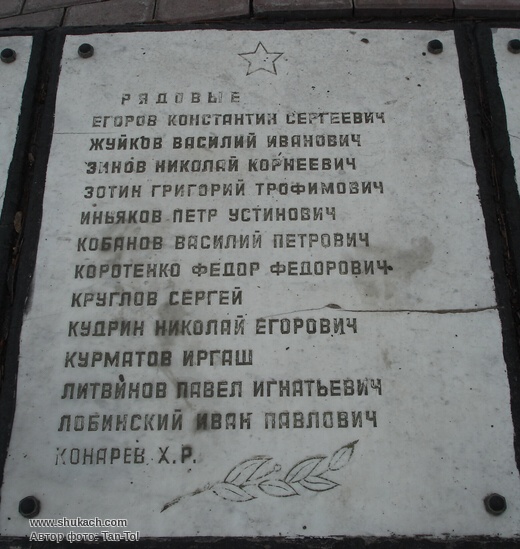 РЯДОВЫЕ
ЕГОРОВ КОНСТАНТИН СЕРГЕЕВИЧ
ЖУЙКОВ ВАСИЛИЙ ИВАНОВИЧ
ЗИНОВ НИКОЛАЙ КОРНЕЕВИЧ
ЗОТИН ГРИГОРИЙ ТРОФИМОВИЧ
ИНЬЯКОВ ПЕТР УСТИНОВИЧ
КОБАНОВ ВАСИЛИЙ ПЕТРОВИЧ
КОРОТЕНКО ФЕДОР ФЕДОРОВИЧ
КРУГЛОВ СЕРГЕЙ
КУДРИН НИКОЛАЙ ЕГОРОВИЧ
КУРМАТОВ ИРГАШ
ЛИТВИНОВ ПАВЕЛ ИГНАТЬЕВИЧ
ЛОБИНСКИЙ ИВАН ПАВЛОВИЧ
КОНАРЕВ Х.Р.
www.shukach.com
Автор фото: Tan-Tol